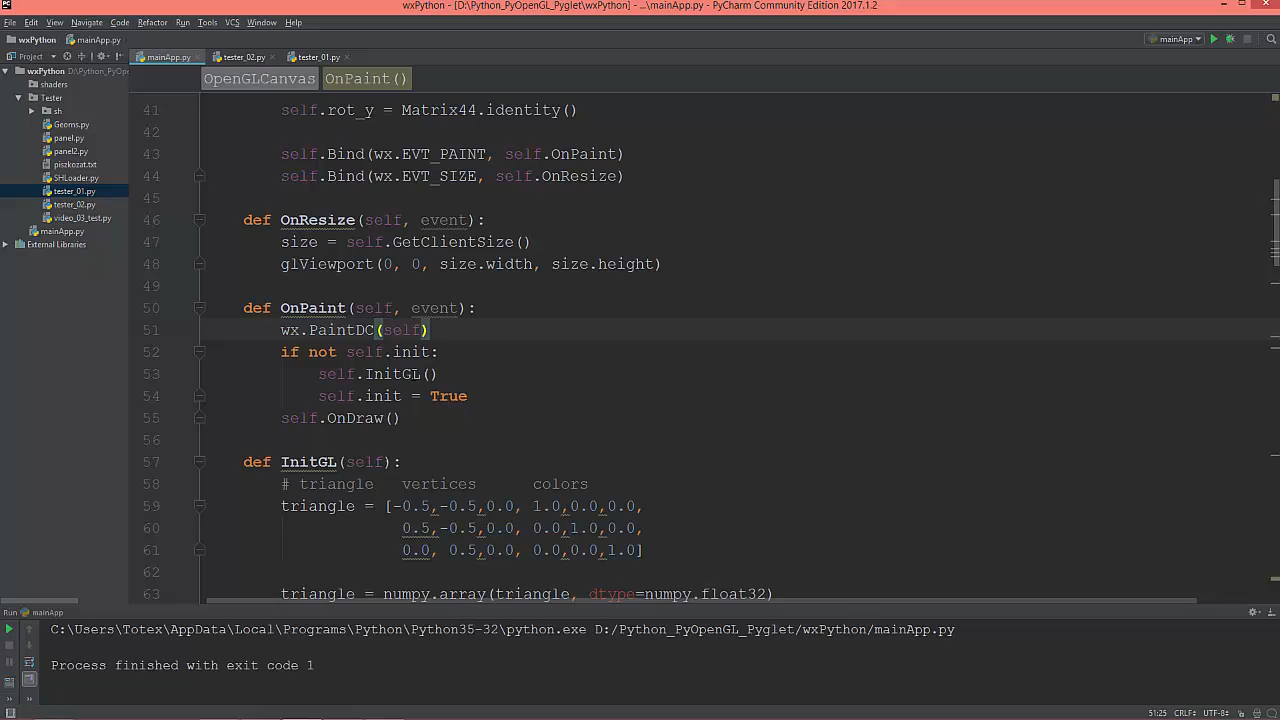 wxPython - [D:\Python_PyOpenGL_Pyglet\wxPython] - ...\mainApp.py - PyCharm Community Edition 2017.1.2
File Edit View Navigate Code Refactor Run Tools VCS Window Help
wxPython mainApp.py
mainApp
Project
mainApp.py tester_02.py tester_01.py
wxPython D:\Python_PyOpe
shaders
Tester
sh
Geoms.py
panel.py
panel2.py
piszkozat.txt
SHLoader.py
tester_01.py
tester_02.py
video_03_test.py
mainApp.py
External Libraries
OpenGLCanvas OnPaint()
41 self.rot_y = Matrix44.identity()
42
43 self.Bind(wx.EVT_PAINT, self.OnPaint)
44 self.Bind(wx.EVT_SIZE, self.OnResize)
45
46 def OnResize(self, event):
47 size = self.GetClientSize()
48 glViewport(0, 0, size.width, size.height)
49
50 def OnPaint(self, event):
51 wx.PaintDC(self)
52 if not self.init:
53 self.InitGL()
54 self.init = True
55 self.OnDraw()
56
57 def InitGL(self):
58 # triangle vertices colors
59 triangle = [-0.5,-0.5,0.0, 1.0,0.0,0.0,
60 0.5,-0.5,0.0, 0.0,1.0,0.0,
61 0.0, 0.5,0.0, 0.0,0.0,1.0]
62
63 triangle = numpy.array(triangle, dtype=numpy.float32)
Run mainApp
C:\Users\Totex\AppData\Local\Programs\Python\Python35-32\python.exe D:/Python_PyOpenGL_Pyglet/wxPython/mainApp.py
Process finished with exit code 1
51:25 CRLF÷ UTF-8÷